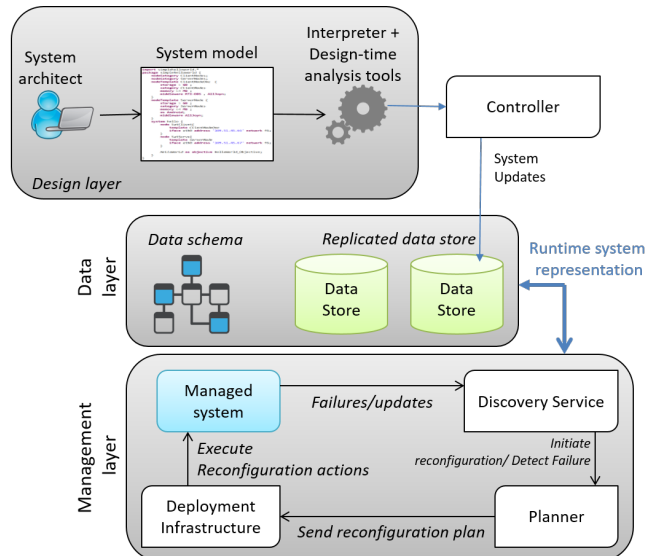 System
architect
System model
Interpreter +
Design-time
analysis tools
Controller
Design layer
System
Updates
Data
layer
Data schema
Replicated data store
Data
Store
Data
Store
Runtime system
representation
Management
layer
Managed
system
Failures/updates
Discovery Service
Execute
Reconfiguration actions
Initiate
reconfiguration/ Detect Failure
Deployment
Infrastructure
Send reconfiguration plan
Planner